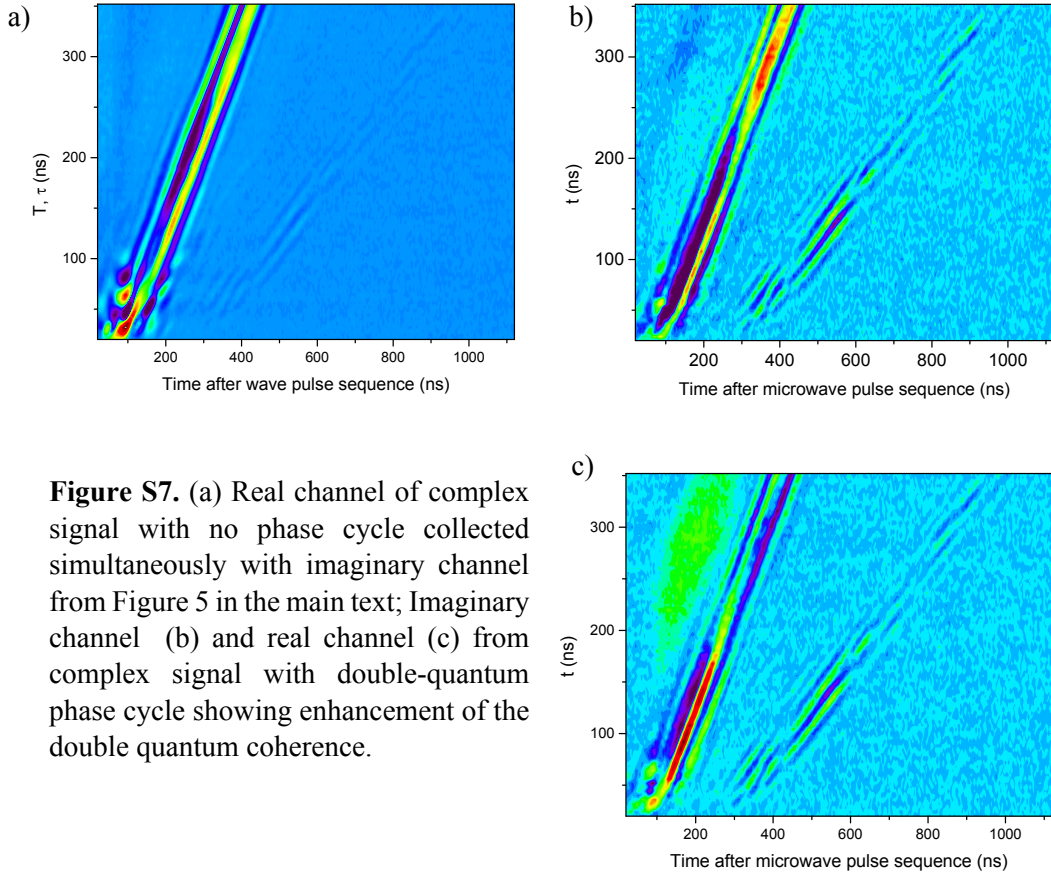 a)
300
200
100
T, τ (ns)
200 400 600 800 1000
Time after wave pulse sequence (ns)
b)
300
200
100
t (ns)
200 400 600 800 1000
Time after microwave pulse sequence (ns)
Figure S7. (a) Real channel of complex
signal with no phase cycle collected
simultaneously with imaginary channel
from Figure 5 in the main text; Imaginary
channel (b) and real channel (c) from
complex signal with double-quantum
phase cycle showing enhancement of the
double quantum coherence.
c)
300
200
100
t (ns)
200 400 600 800 1000
Time after microwave pulse sequence (ns)